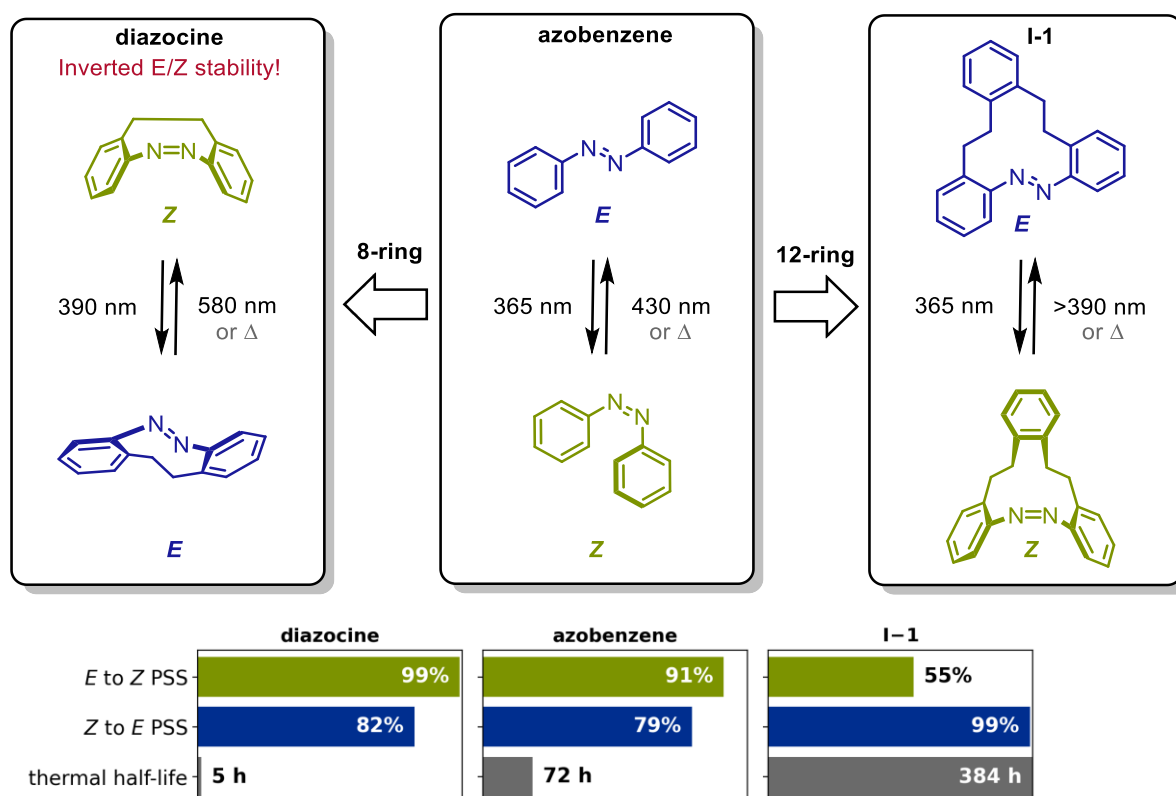 diazocine
Inverted E/Z stability!
N=N
Z
390 nm
580 nm
or Δ
N
N
E
8-ring
azobenzene
N
N
E
365 nm
430 nm
or Δ
N
N
Z
12-ring
I-1
N
N
E
365 nm
>390 nm
or Δ
N=N
Z
diazocine
azobenzene
I−1
E to Z PSS
99%
91%
55%
Z to E PSS
82%
79%
99%
thermal half-life
5 h
72 h
384 h